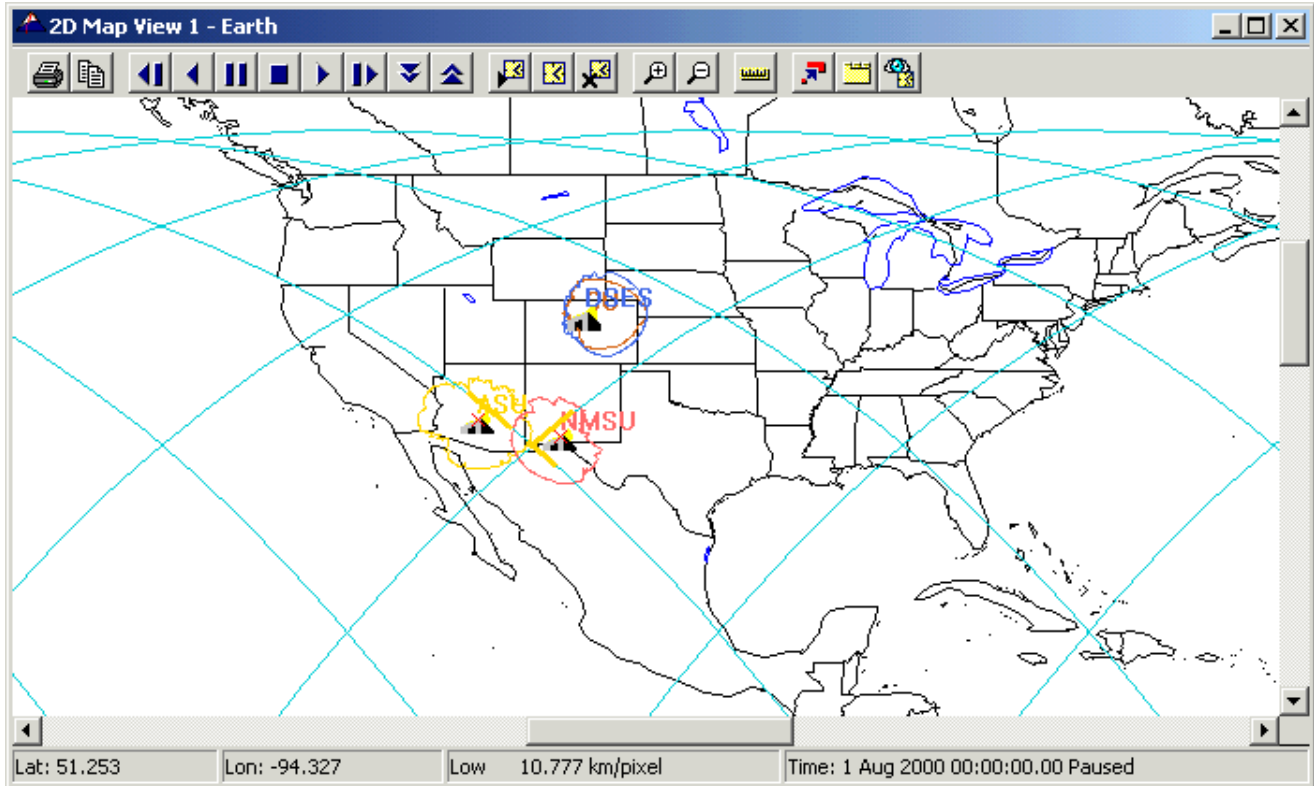 2D Map View 1 - Earth
ASU
NMSU
Lat: 51.253
Lon: -94.327
Low 10.777 km/pixel
Time: 1 Aug 2000 00:00:00.00 Paused